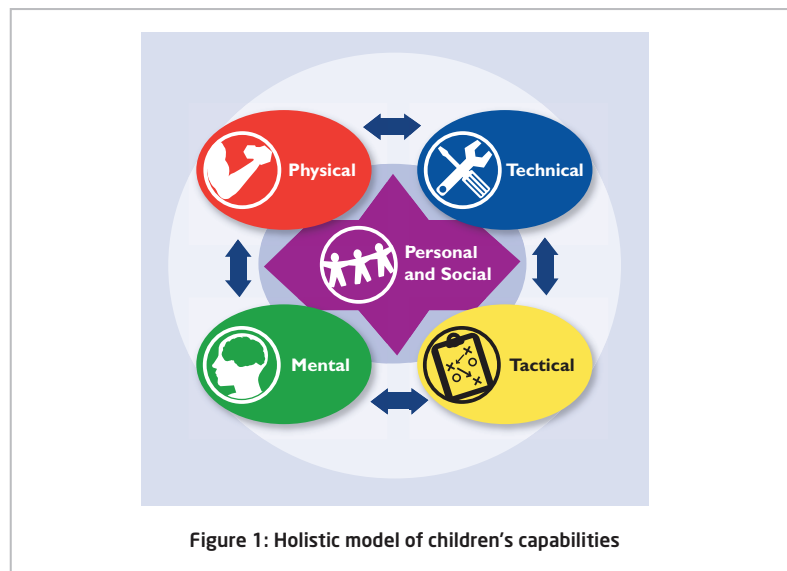 Physical
Technical
Personal
and Social
Mental
Tactical
Figure 1: Holistic model of children's capabilities